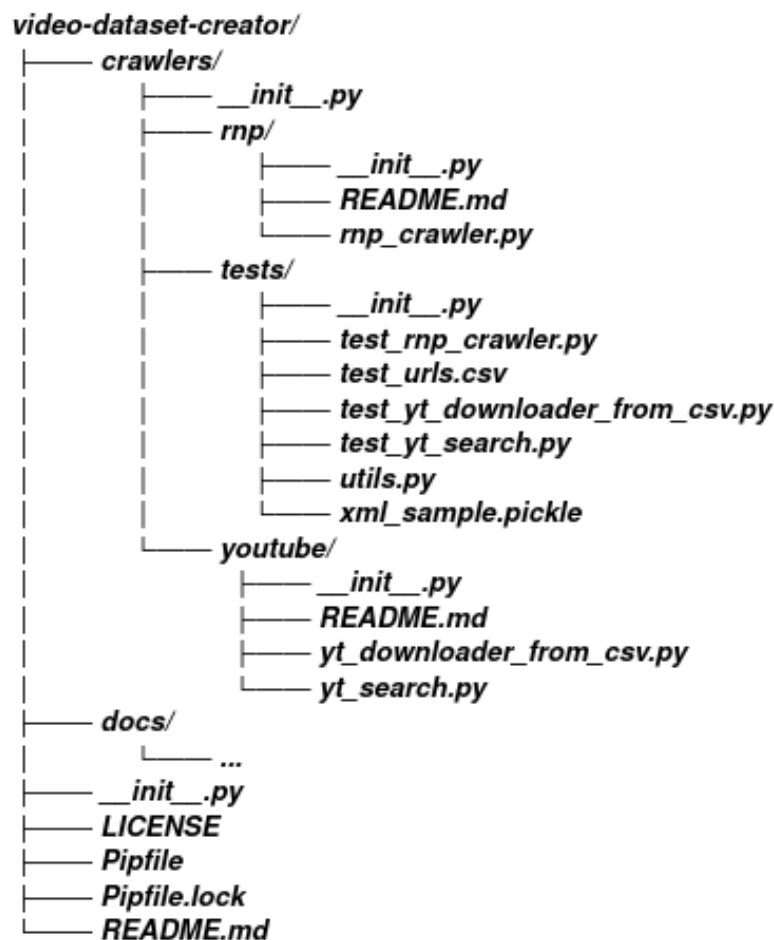 video-dataset-creator/
crawlers/
__init__.py
rnp/
__init__.py
README.md
rnp_crawler.py
tests/
__init__.py
test_rnp_crawler.py
test_urls.csv
test_yt_downloader_from_csv.py
test_yt_search.py
utils.py
xml_sample.pickle
youtube/
__init__.py
README.md
yt_downloader_from_csv.py
yt_search.py
docs/
...
__init__.py
LICENSE
Pipfile
Pipfile.lock
README.md